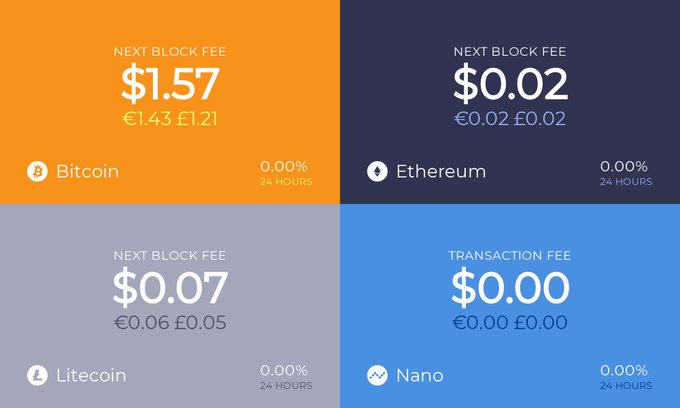 NEXT BLOCK FEE
$1.57
€1.43 £1.21
Bitcoin
0.00%
24 HOURS
NEXT BLOCK FEE
$0.02
€0.02 £0.02
Ethereum
0.00%
24 HOURS
NEXT BLOCK FEE
$0.07
€0.06 £0.05
Litecoin
0.00%
24 HOURS
TRANSACTION FEE
$0.00
€0.00 £0.00
Nano
0.00%
24 HOURS